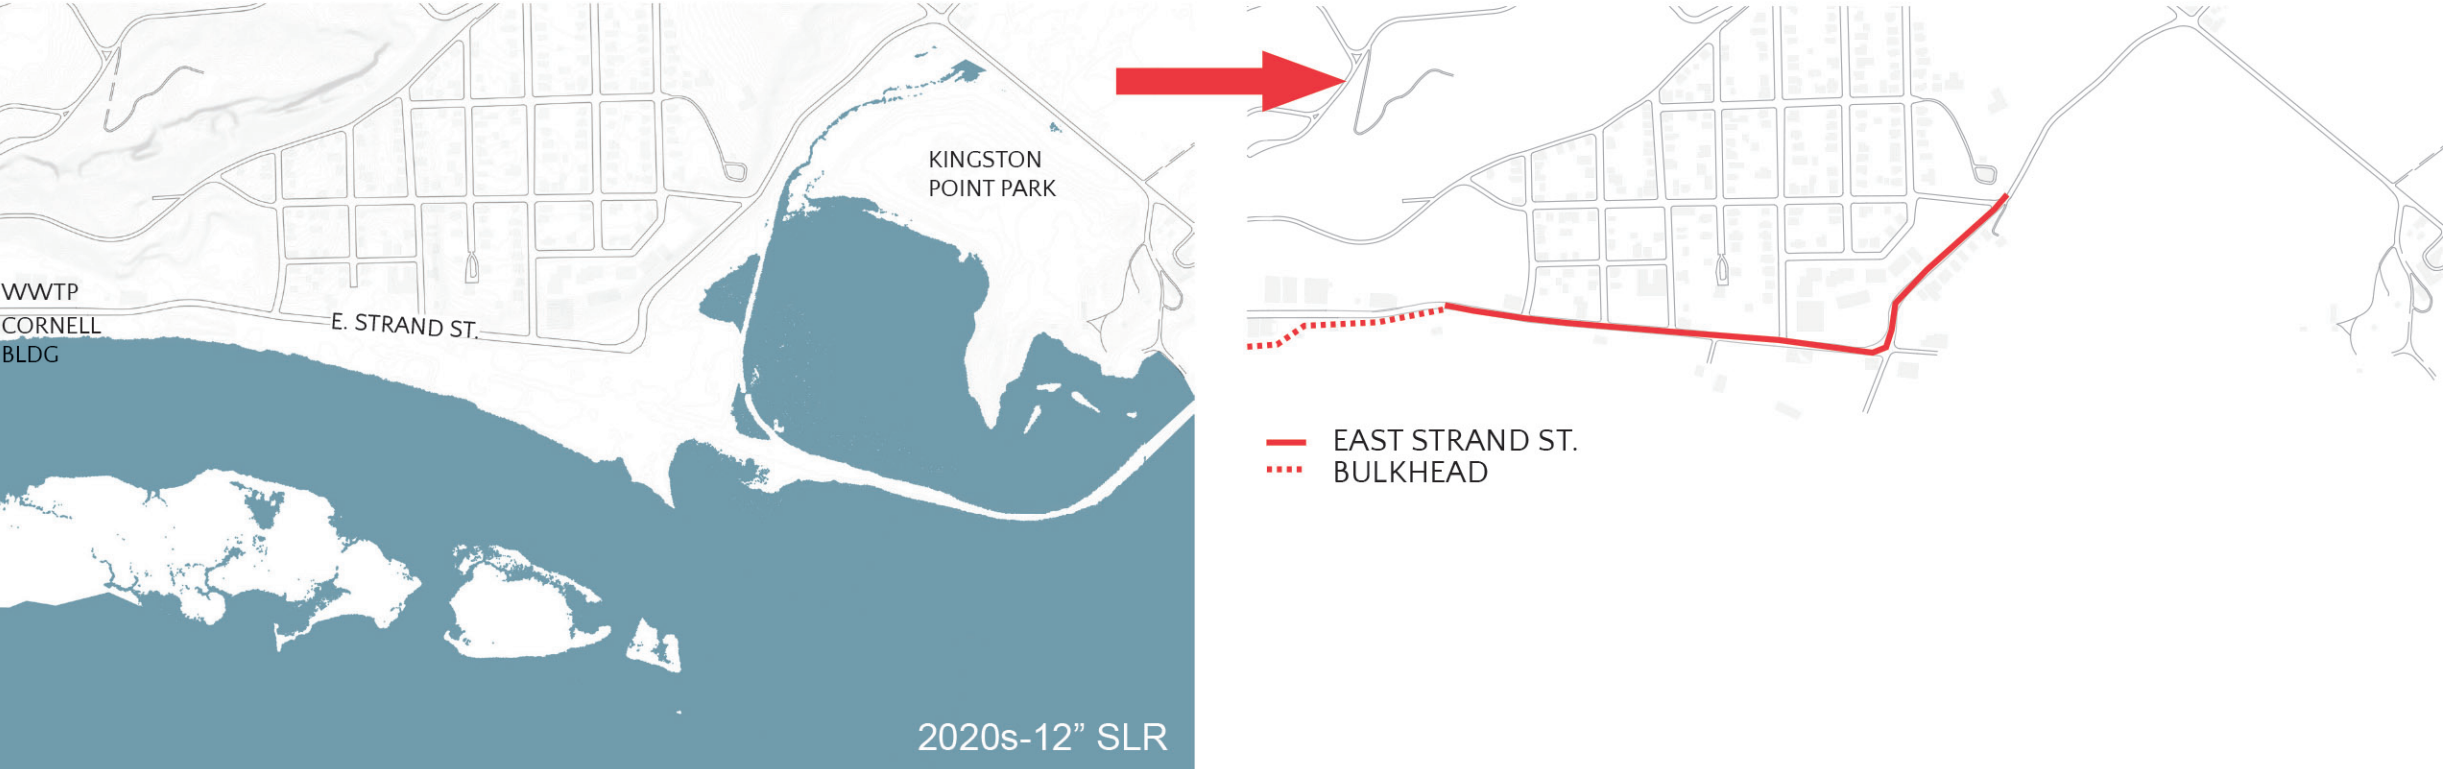 KINGSTON
POINT PARK
WWTP
CORNELL
BLDG
E. STRAND ST.
2020s-12” SLR
EAST STRAND ST.
BULKHEAD